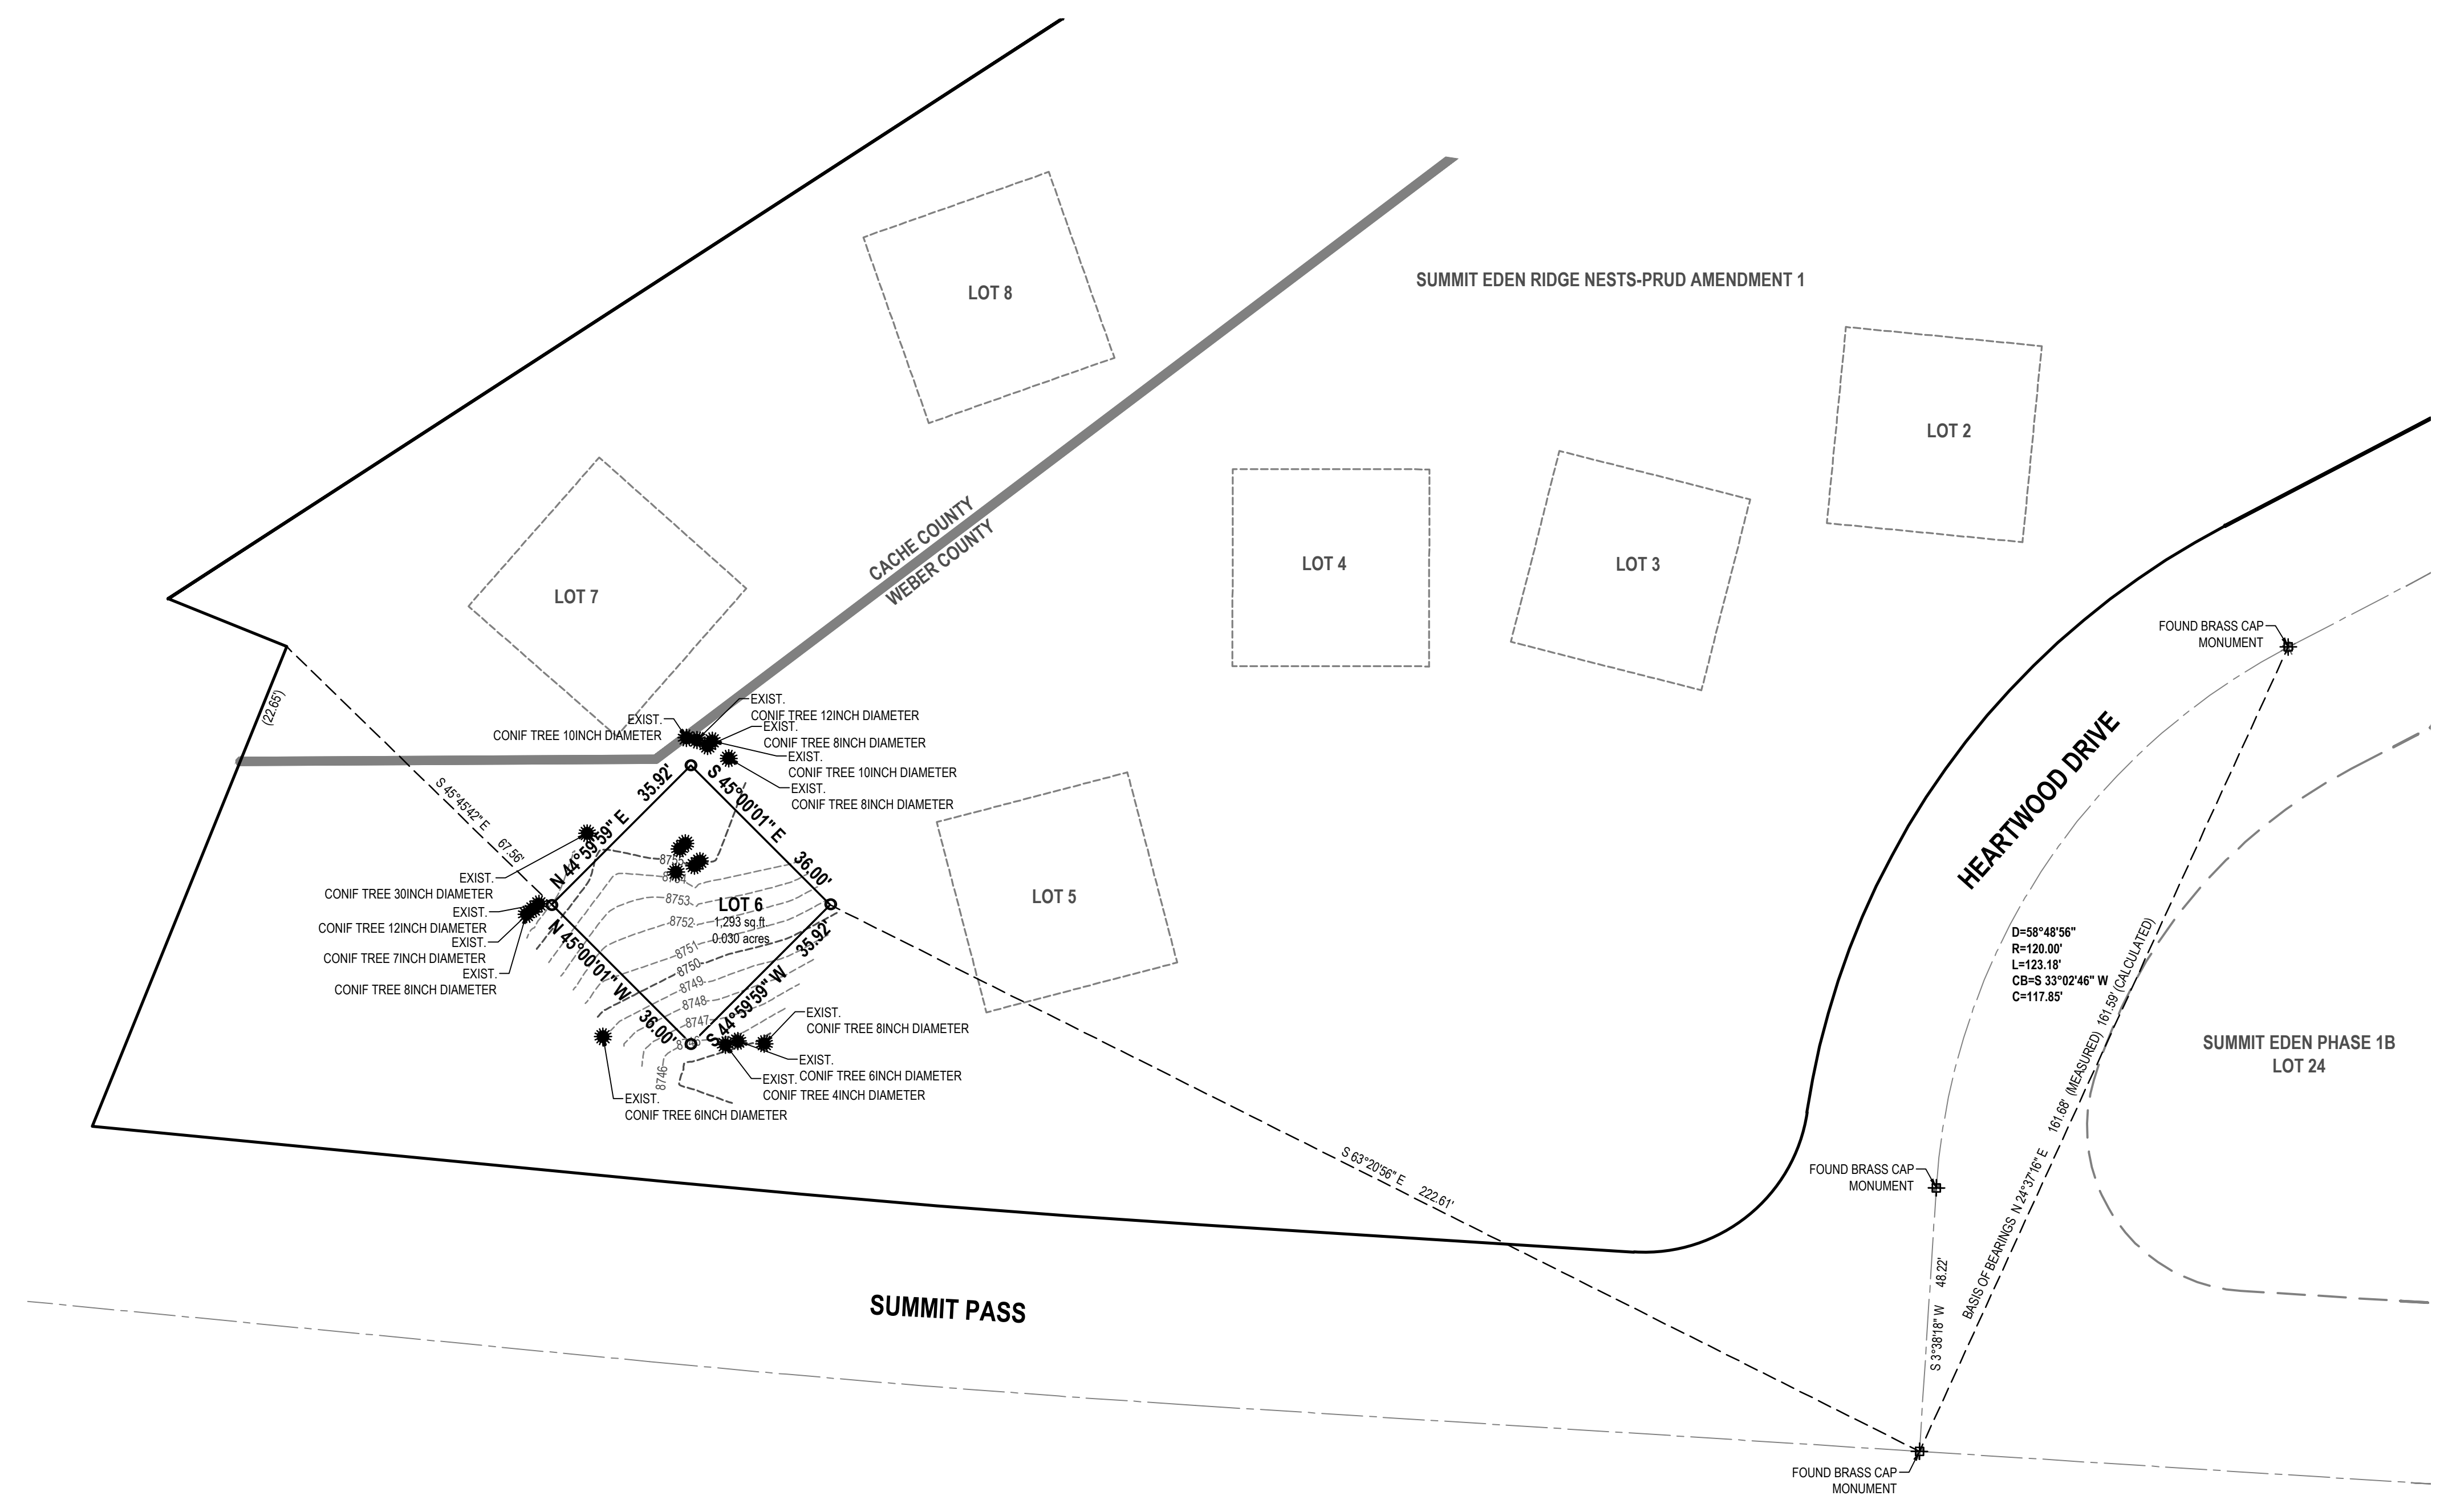 LOT 8
SUMMIT EDEN RIDGE NESTS-PRUD AMENDMENT 1
LOT 2
CACHE COUNTY
WEBER COUNTY
LOT 4
LOT 3
LOT 7
FOUND BRASS CAP
MONUMENT
(22.65')
EXIST.
CONIF TREE 12INCH DIAMETER
EXIST.
CONIF TREE 10INCH DIAMETER
EXIST.
CONIF TREE 8INCH DIAMETER
EXIST.
CONIF TREE 10INCH DIAMETER
EXIST.
CONIF TREE 8INCH DIAMETER
S 45°45'42" E 67.56'
N 44°59'59" E 35.92'
S 45°00'01" E 36.00'
HEARTWOOD DRIVE
8755
8753
8752
8751
8750
8749
8748
8747
8746
EXIST.
CONIF TREE 30INCH DIAMETER
EXIST.
CONIF TREE 12INCH DIAMETER
EXIST.
CONIF TREE 7INCH DIAMETER
EXIST.
CONIF TREE 8INCH DIAMETER
LOT 6
1,293 sq.ft.
0.030 acres
LOT 5
N 45°00'01" W 36.00'
S 44°59'59" W 35.92'
D=58°48'56"
R=120.00'
L=123.18'
CB=S 33°02'46" W
C=117.85'
EXIST.
CONIF TREE 8INCH DIAMETER
EXIST.
CONIF TREE 6INCH DIAMETER
EXIST.
CONIF TREE 4INCH DIAMETER
EXIST.
CONIF TREE 6INCH DIAMETER
SUMMIT EDEN PHASE 1B
LOT 24
S 63°20'56" E 222.61'
FOUND BRASS CAP
MONUMENT
BASIS OF BEARINGS N 24°37'16" E 161.68' (MEASURED) 161.59' (CALCULATED)
S 3°38'18" W 48.22'
SUMMIT PASS
FOUND BRASS CAP
MONUMENT